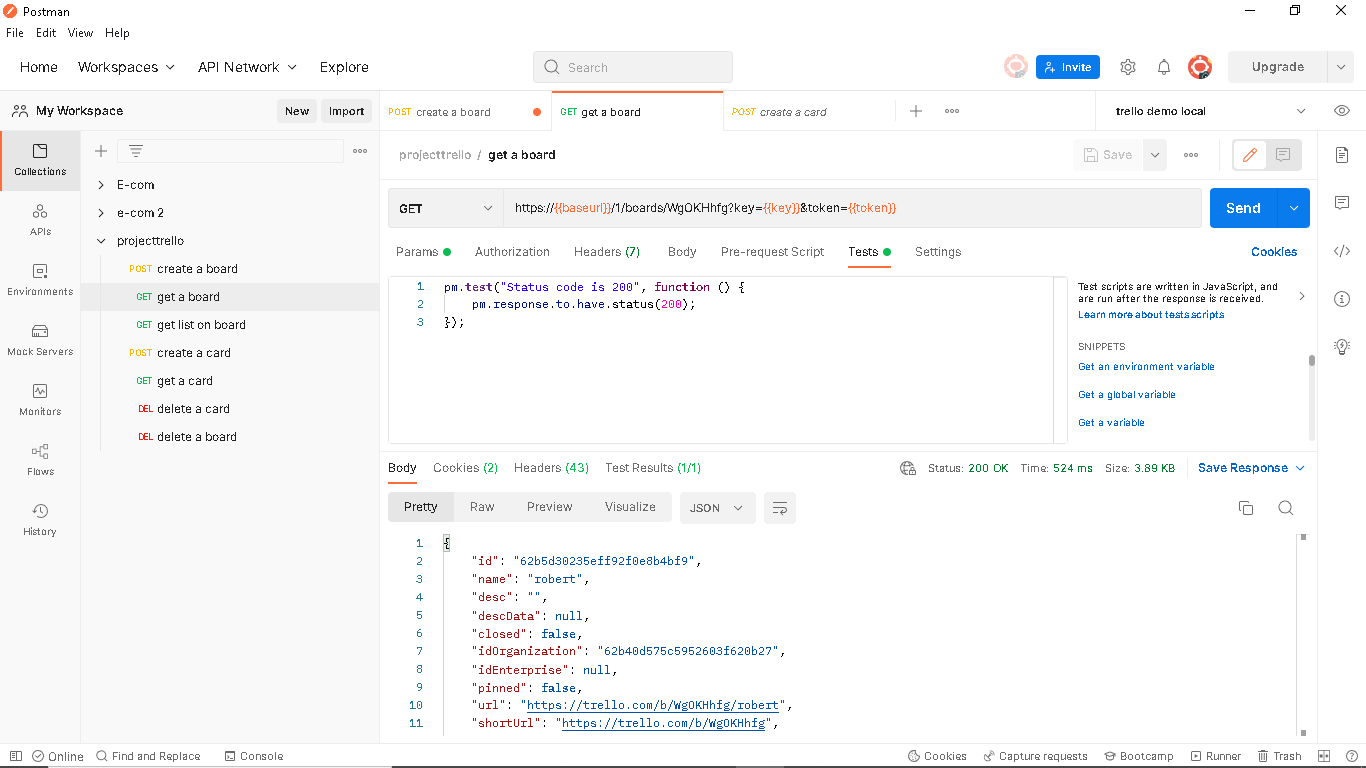 Postman
File Edit View Help
Home Workspaces API Network Explore Search Invite Upgrade
My Workspace New Import POST create a board GET get a board POST create a card trello demo local
Collections
APIs
Environments
Mock Servers
Monitors
Flows
History
E-com
e-com 2
projecttrello
POST create a board
GET get a board
GET get list on board
POST create a card
GET get a card
DEL delete a card
DEL delete a board
projecttrello / get a board Save
GET https://{{baseurl}}/1/boards/WgOKHhfg?key={{key}}&token={{token}} Send
Params Authorization Headers (7) Body Pre-request Script Tests Settings Cookies
1 pm.test("Status code is 200", function () {
2 pm.response.to.have.status(200);
3 });
Test scripts are written in JavaScript, and
are run after the response is received.
Learn more about tests scripts
SNIPPETS
Get an environment variable
Get a global variable
Get a variable
Body Cookies (2) Headers (43) Test Results (1/1) Status: 200 OK Time: 524 ms Size: 3.89 KB Save Response
Pretty Raw Preview Visualize JSON
1 {
2 "id": "62b5d30235eff92f0e8b4bf9",
3 "name": "robert",
4 "desc": "",
5 "descData": null,
6 "closed": false,
7 "idOrganization": "62b40d575c5952603f620b27",
8 "idEnterprise": null,
9 "pinned": false,
10 "url": "https://trello.com/b/WgOKHhfg/robert",
11 "shortUrl": "https://trello.com/b/WgOKHhfg",
Online Find and Replace Console Cookies Capture requests Bootcamp Runner Trash